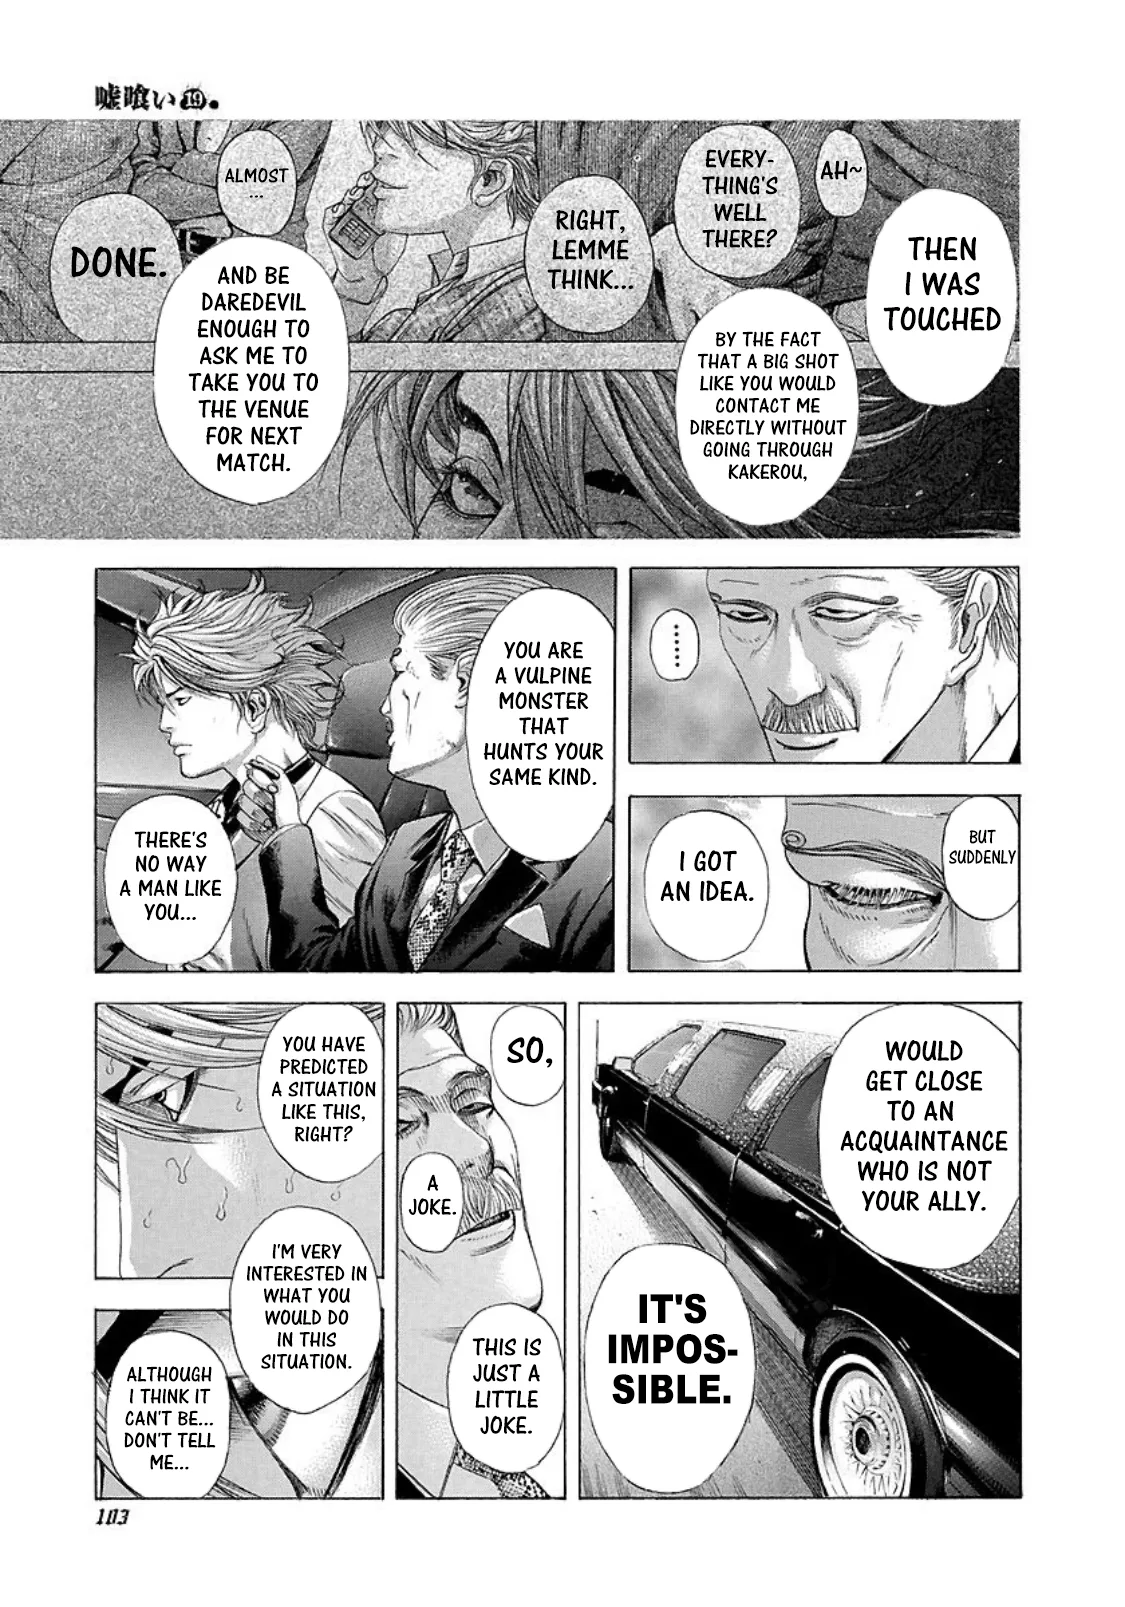 嘘喰い 19
THEN
I WAS
TOUCHED
AH~
EVERY-
THING'S
WELL
THERE?
BY THE FACT
THAT A BIG SHOT
LIKE YOU WOULD
CONTACT ME
DIRECTLY WITHOUT
GOING THROUGH
KAKEROU,
RIGHT,
LEMME
THINK...
ALMOST
...
AND BE
DAREDEVIL
ENOUGH TO
ASK ME TO
TAKE YOU TO
THE VENUE
FOR NEXT
MATCH.
DONE.
......
BUT
SUDDENLY
I GOT
AN IDEA.
YOU ARE
A VULPINE
MONSTER
THAT
HUNTS YOUR
SAME KIND.
THERE'S
NO WAY
A MAN LIKE
YOU...
WOULD
GET CLOSE
TO AN
ACQUAINTANCE
WHO IS NOT
YOUR ALLY.
IT'S
IMPOS-
SIBLE.
SO,
A
JOKE.
THIS IS
JUST A
LITTLE
JOKE.
YOU HAVE
PREDICTED
A SITUATION
LIKE THIS,
RIGHT?
I'M VERY
INTERESTED IN
WHAT YOU
WOULD DO
IN THIS
SITUATION.
ALTHOUGH
I THINK IT
CAN'T BE...
DON'T TELL
ME...
103